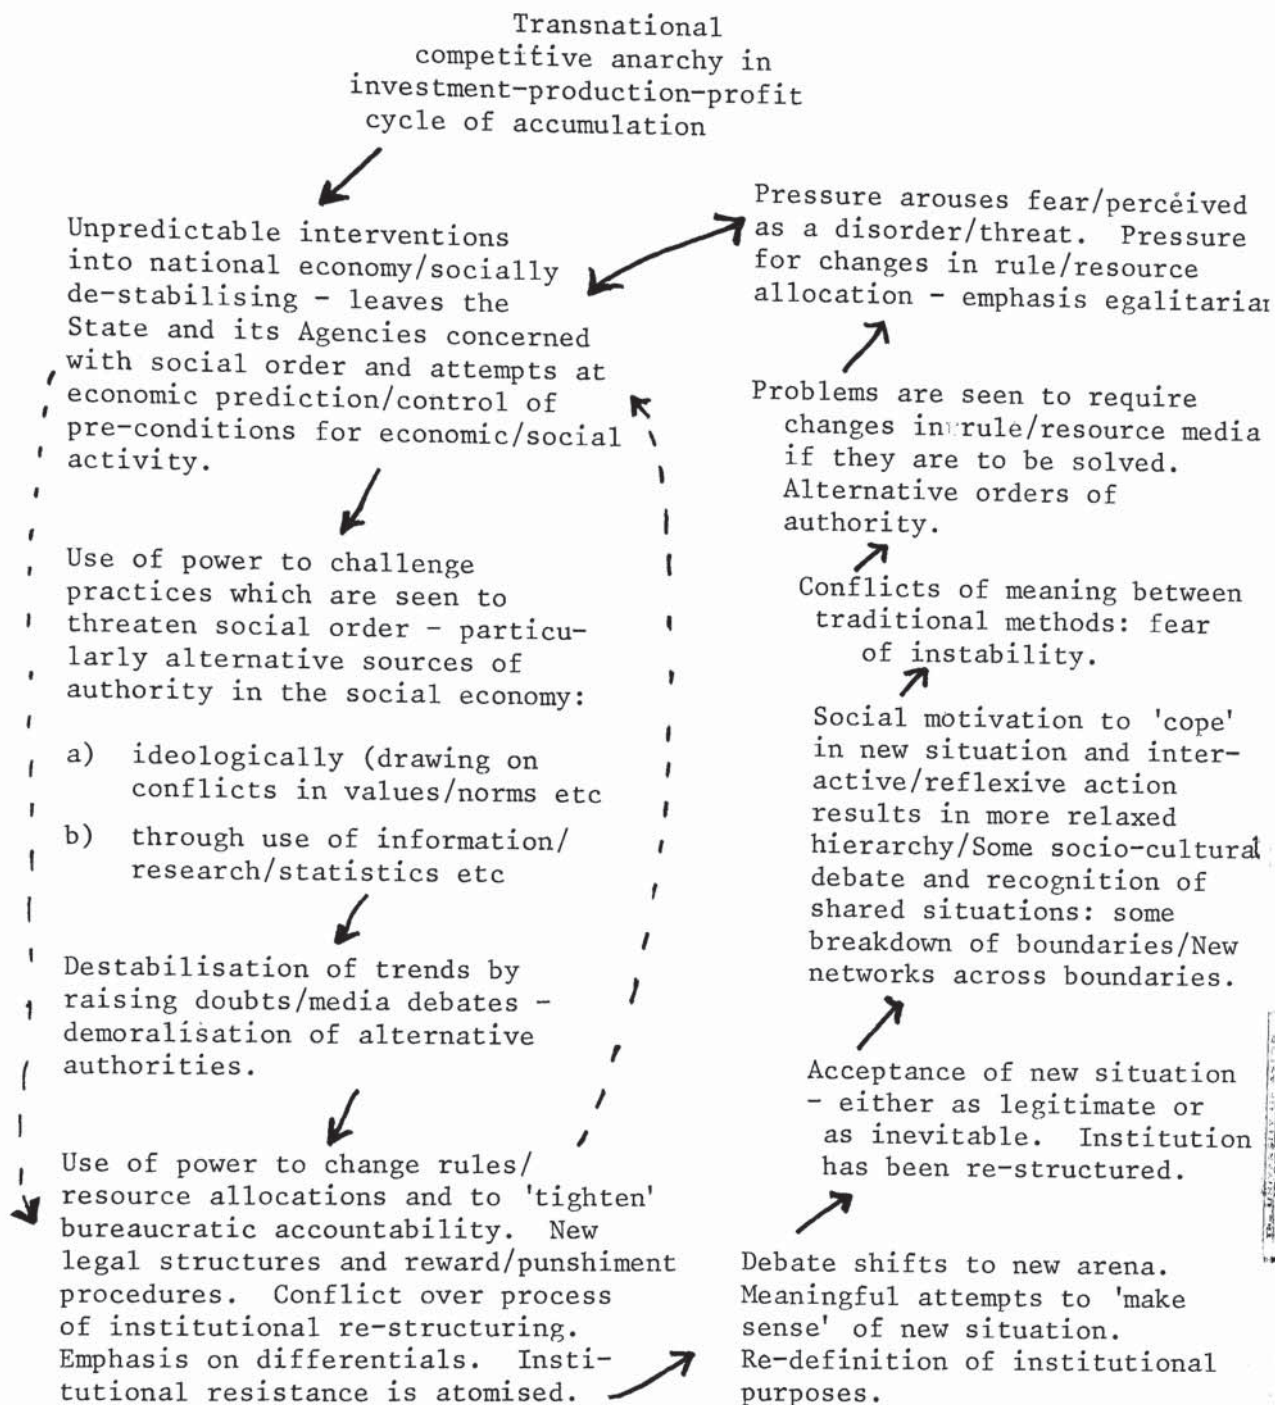 Transnational
competitive anarchy in
investment-production-profit
cycle of accumulation
Unpredictable interventions
into national economy/socially
de-stabilising - leaves the
State and its Agencies concerned
with social order and attempts at
economic prediction/control of
pre-conditions for economic/social
activity.
Use of power to challenge
practices which are seen to
threaten social order - particu-
larly alternative sources of
authority in the social economy:
a) ideologically (drawing on
conflicts in values/norms etc
b) through use of information/
research/statistics etc
Destabilisation of trends by
raising doubts/media debates -
demoralisation of alternative
authorities.
Use of power to change rules/
resource allocations and to 'tighten'
bureaucratic accountability. New
legal structures and reward/punshiment
procedures. Conflict over process
of institutional re-structuring.
Emphasis on differentials. Insti-
tutional resistance is atomised.
Debate shifts to new arena.
Meaningful attempts to 'make
sense' of new situation.
Re-definition of institutional
purposes.
Acceptance of new situation
- either as legitimate or
as inevitable. Institution
has been re-structured.
Social motivation to 'cope'
in new situation and inter-
active/reflexive action
results in more relaxed
hierarchy/Some socio-cultural
debate and recognition of
shared situations: some
breakdown of boundaries/New
networks across boundaries.
Conflicts of meaning between
traditional methods: fear
of instability.
Problems are seen to require
changes in rule/resource media
if they are to be solved.
Alternative orders of
authority.
Pressure arouses fear/perceived
as a disorder/threat. Pressure
for changes in rule/resource
allocation - emphasis egalitarian